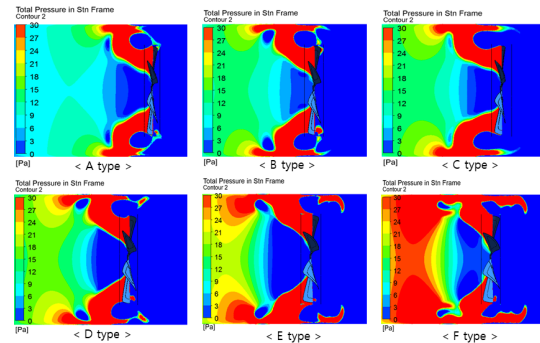 Total Pressure in Stn Frame
Contour 2
30
27
24
21
18
15
12
9
6
3
0
[Pa]
< A type >
Total Pressure in Stn Frame
Contour 2
30
27
24
21
18
15
12
9
6
3
0
[Pa]
< B type >
Total Pressure in Stn Frame
Contour 2
30
27
24
21
18
15
12
9
6
3
0
[Pa]
< C type >
Total Pressure in Stn Frame
Contour 2
30
27
24
21
18
15
12
9
6
3
0
[Pa]
< D type >
Total Pressure in Stn Frame
Contour 2
30
27
24
21
18
15
12
9
6
3
0
[Pa]
< E type >
Total Pressure in Stn Frame
Contour 2
30
27
24
21
18
15
12
9
6
3
0
[Pa]
< F type >